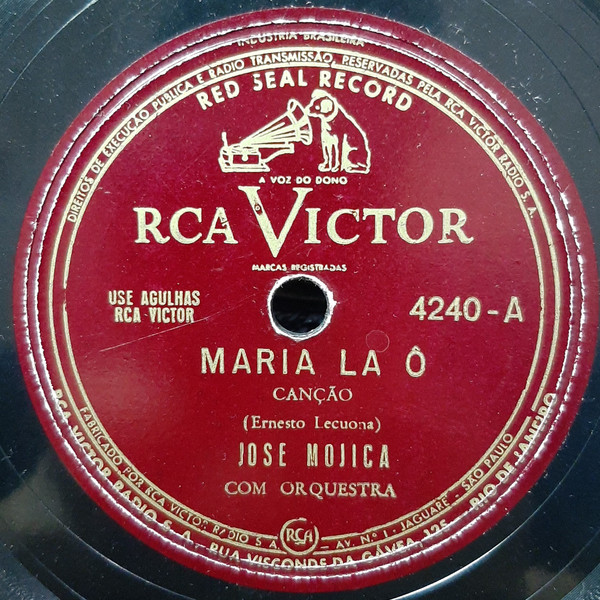 INDÚSTRIA BRASILEIRA
DIREITOS DE EXECUÇÃO PÚBLICA E RADIO TRANSMISSÃO, RESERVADAS PELA RCA VICTOR RADIO S. A.
RED SEAL RECORD
A VOZ DO DONO
RCA VICTOR
MARCAS REGISTRADAS
USE AGULHAS
RCA VICTOR
4240-A
MARIA LA Ô
CANÇÃO
(Ernesto Lecuona)
JOSE MOJICA
COM ORQUESTRA
FABRICADO POR RCA VICTOR RADIO S A
RCA
AV. Nº 1 - JAGUARÉ - SÃO PAULO
RCA VICTOR RADIO S. A. - RUA VISCONDE DA GÁVEA, 125 - RIO DE JANEIRO